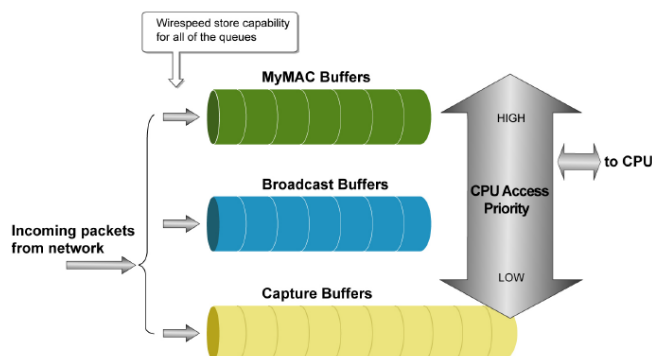 Wirespeed store capability
for all of the queues
MyMAC Buffers
HIGH
to CPU
Broadcast Buffers
CPU Access
Priority
Incoming packets
from network
LOW
Capture Buffers